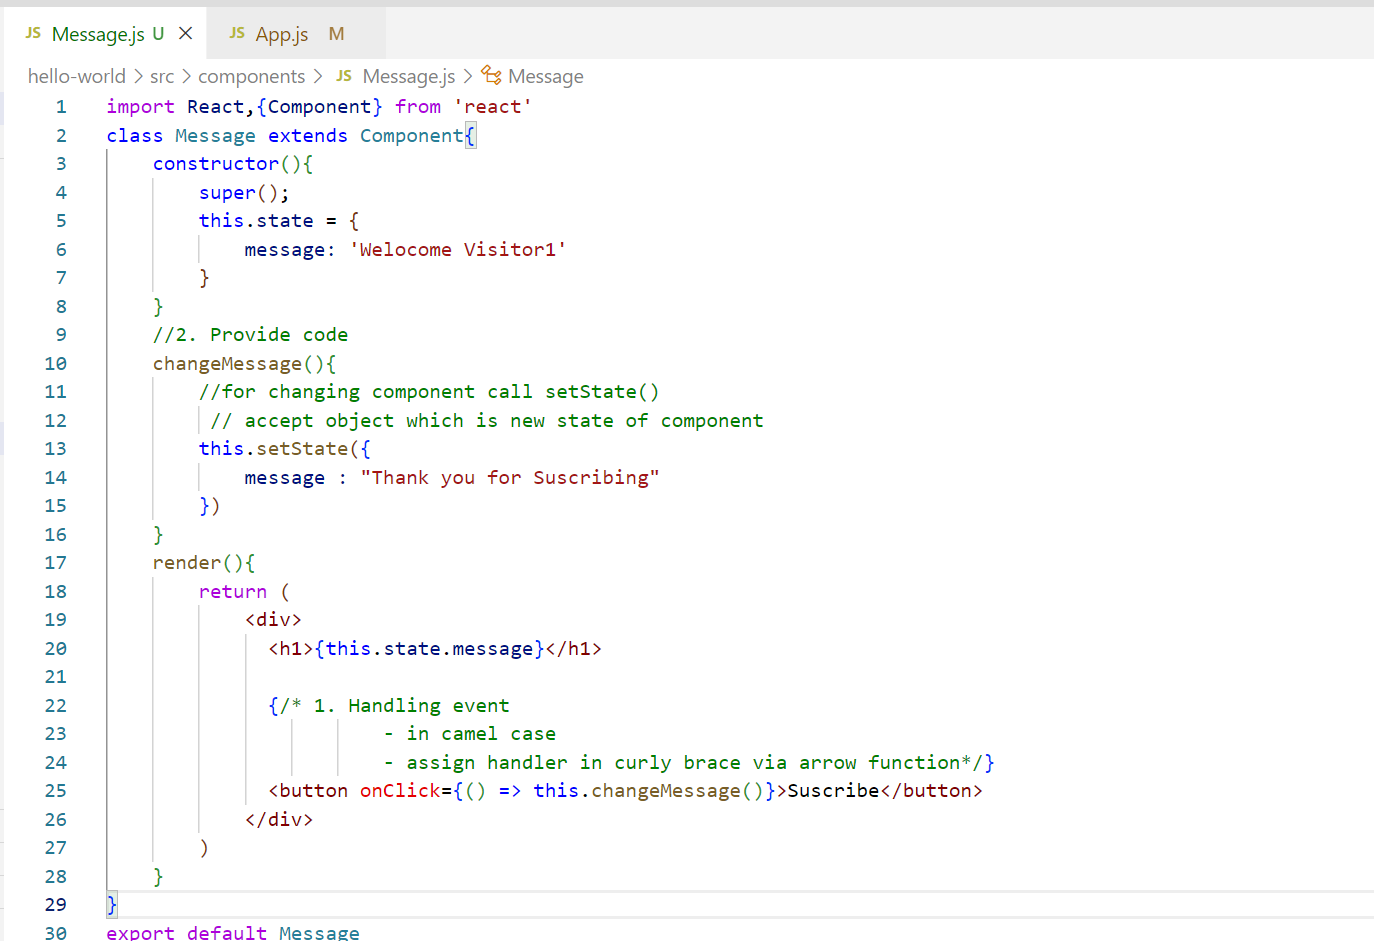 JS Message.js U × JS App.js M
hello-world > src > components > JS Message.js > Message
1 import React,{Component} from 'react'
2 class Message extends Component{
3 constructor(){
4 super();
5 this.state = {
6 message: 'Welocome Visitor1'
7 }
8 }
9 //2. Provide code
10 changeMessage(){
11 //for changing component call setState()
12 // accept object which is new state of component
13 this.setState({
14 message : "Thank you for Suscribing"
15 })
16 }
17 render(){
18 return (
19 <div>
20 <h1>{this.state.message}</h1>
21
22 {/* 1. Handling event
23 - in camel case
24 - assign handler in curly brace via arrow function*/}
25 <button onClick={() => this.changeMessage()}>Suscribe</button>
26 </div>
27 )
28 }
29 }
30 export default Message